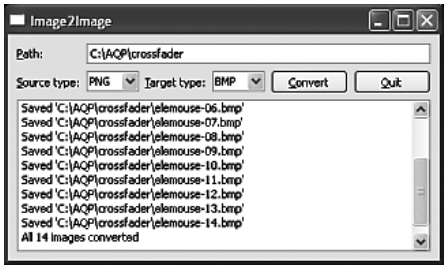 Image2Image
Path: C:\AQP\crossfader
Source type: PNG Target type: BMP Convert Quit
Saved 'C:\AQP\crossfader\elemouse-06.bmp'
Saved 'C:\AQP\crossfader\elemouse-07.bmp'
Saved 'C:\AQP\crossfader\elemouse-08.bmp'
Saved 'C:\AQP\crossfader\elemouse-09.bmp'
Saved 'C:\AQP\crossfader\elemouse-10.bmp'
Saved 'C:\AQP\crossfader\elemouse-11.bmp'
Saved 'C:\AQP\crossfader\elemouse-12.bmp'
Saved 'C:\AQP\crossfader\elemouse-13.bmp'
Saved 'C:\AQP\crossfader\elemouse-14.bmp'
All 14 images converted